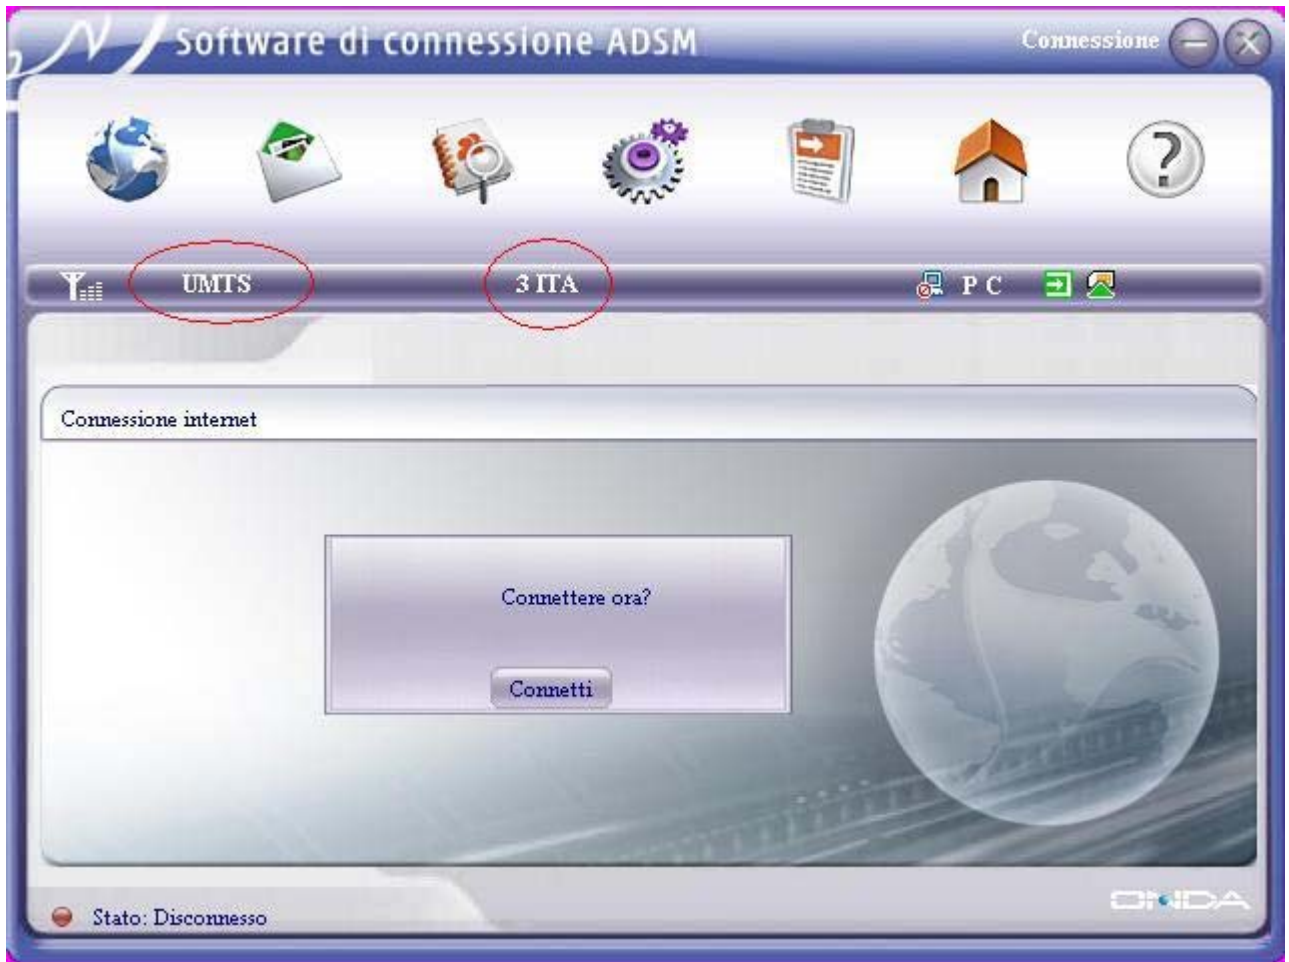 Software di connessione ADSM
Connessione
UMTS
3 ITA
P C
Connessione internet
Connettere ora?
Connetti
Stato: Disconnesso
ONDA